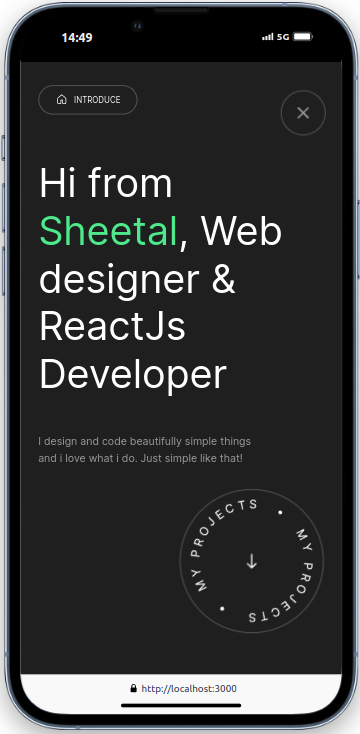 14:49
5G
INTRODUCE
Hi from
Sheetal, Web
designer &
ReactJs
Developer
I design and code beautifully simple things
and i love what i do. Just simple like that!
MY PROJECTS • MY PROJECTS •
http://localhost:3000